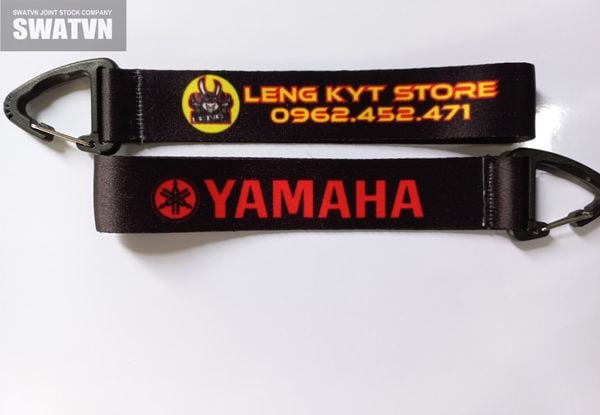 SWATVN JOINT STOCK COMPANY
SWATVN
LENG KYT STORE
0962.452.471
YAMAHA